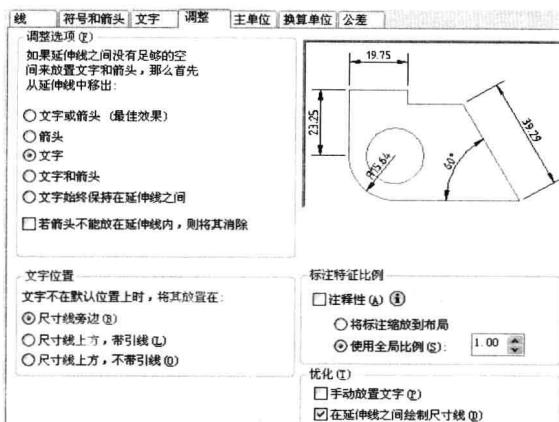 线 符号和箭头 文字 调整 主单位 换算单位 公差
调整选项(F)
如果延伸线之间没有足够的空
间来放置文字和箭头，那么首先
从延伸线中移出:
文字或箭头 (最佳效果)
箭头
文字
文字和箭头
文字始终保持在延伸线之间
若箭头不能放在延伸线内，则将其消除
19.75
23.25
R15.64
60°
39.29
文字位置
文字不在默认位置上时，将其放置在:
尺寸线旁边(B)
尺寸线上方，带引线(L)
尺寸线上方，不带引线(O)
标注特征比例
注释性(A)
将标注缩放到布局
使用全局比例(S): 1.00
优化(T)
手动放置文字(P)
在延伸线之间绘制尺寸线(D)